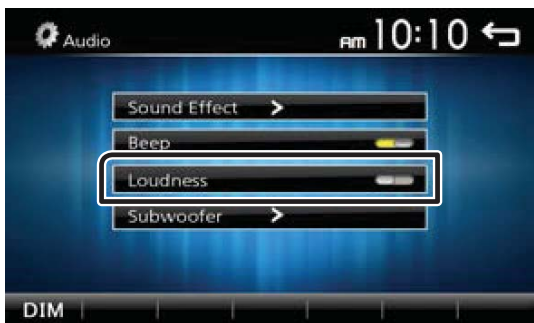 Audio
AM 10:10
Sound Effect >
Beep
Loudness
Subwoofer >
DIM